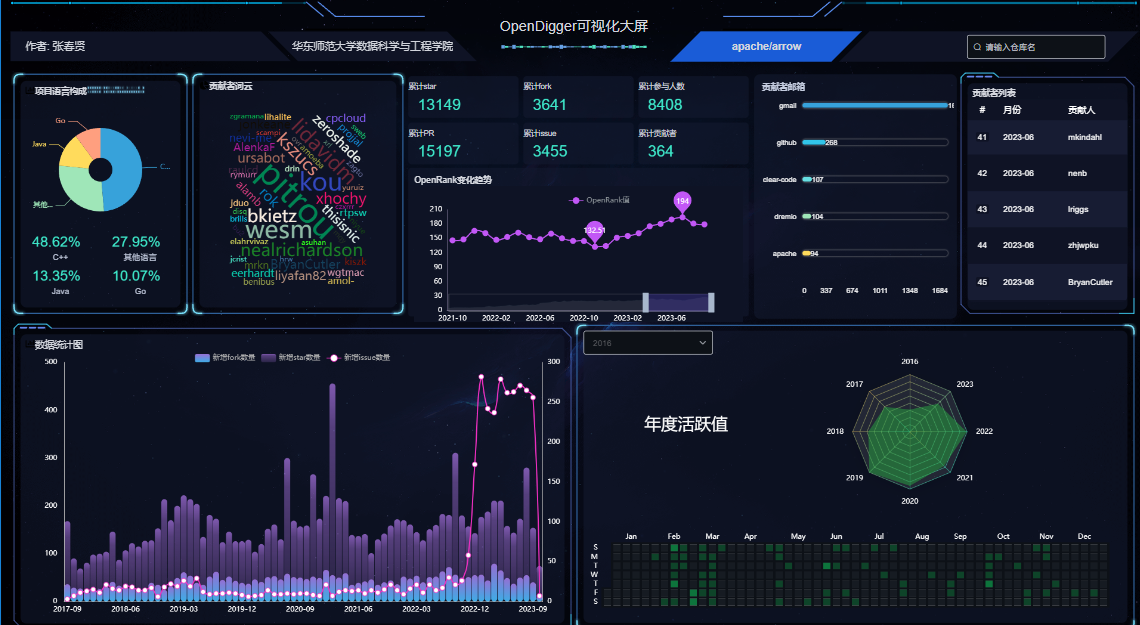 OpenDigger可视化大屏
作者: 张春贤
华东师范大学数据科学与工程学院
apache/arrow
请输入仓库名
项目语言构成
Go
Java
其他
C...
48.62%
27.95%
C++
其他语言
13.35%
10.07%
Java
Go
贡献者词云
zgramana
lihalite
cpcloud
zeroshade
projjal
scampi
nevi-me
AlenkaF
lidavidm
kszucs
ursabot
rymurr
drin
pitrou
kou
yuruiz
alamb
rok
xhochy
jduo
bkietz
thisisnic
rtpsw
brills
wesm
elahrvivaz
asuhan
nealrichardson
jcrist
hrw
kiszk
mrkn
BryanCutler
eerhardt
liyafan82
wgtmac
benibus
amol-
累计star
累计fork
累计参与人数
13149
3641
8408
累计PR
累计issue
累计贡献者
15197
3455
364
OpenRank变化趋势
OpenRank值
210
180
150
120
90
60
30
0
132.51
194
2021-10
2022-02
2022-06
2022-10
2023-02
2023-06
贡献者邮箱
gmail
github
268
clear-code
107
dremio
104
apache
94
0
337
674
1011
1348
1684
贡献者列表
# 月份 贡献人
41 2023-06 mkindahl
42 2023-06 nenb
43 2023-06 lriggs
44 2023-06 zhjwpku
45 2023-06 BryanCutler
数据统计图
新增fork数量
新增star数量
新增issue数量
500
400
300
200
100
0
300
250
200
150
100
50
0
2017-09
2018-06
2019-03
2019-12
2020-09
2021-06
2022-03
2022-12
2023-09
2016
年度活跃值
2016
2017
2023
2018
2022
2019
2021
2020
Jan Feb Mar Apr May Jun Jul Aug Sep Oct Nov Dec
S
M
T
W
T
F
S